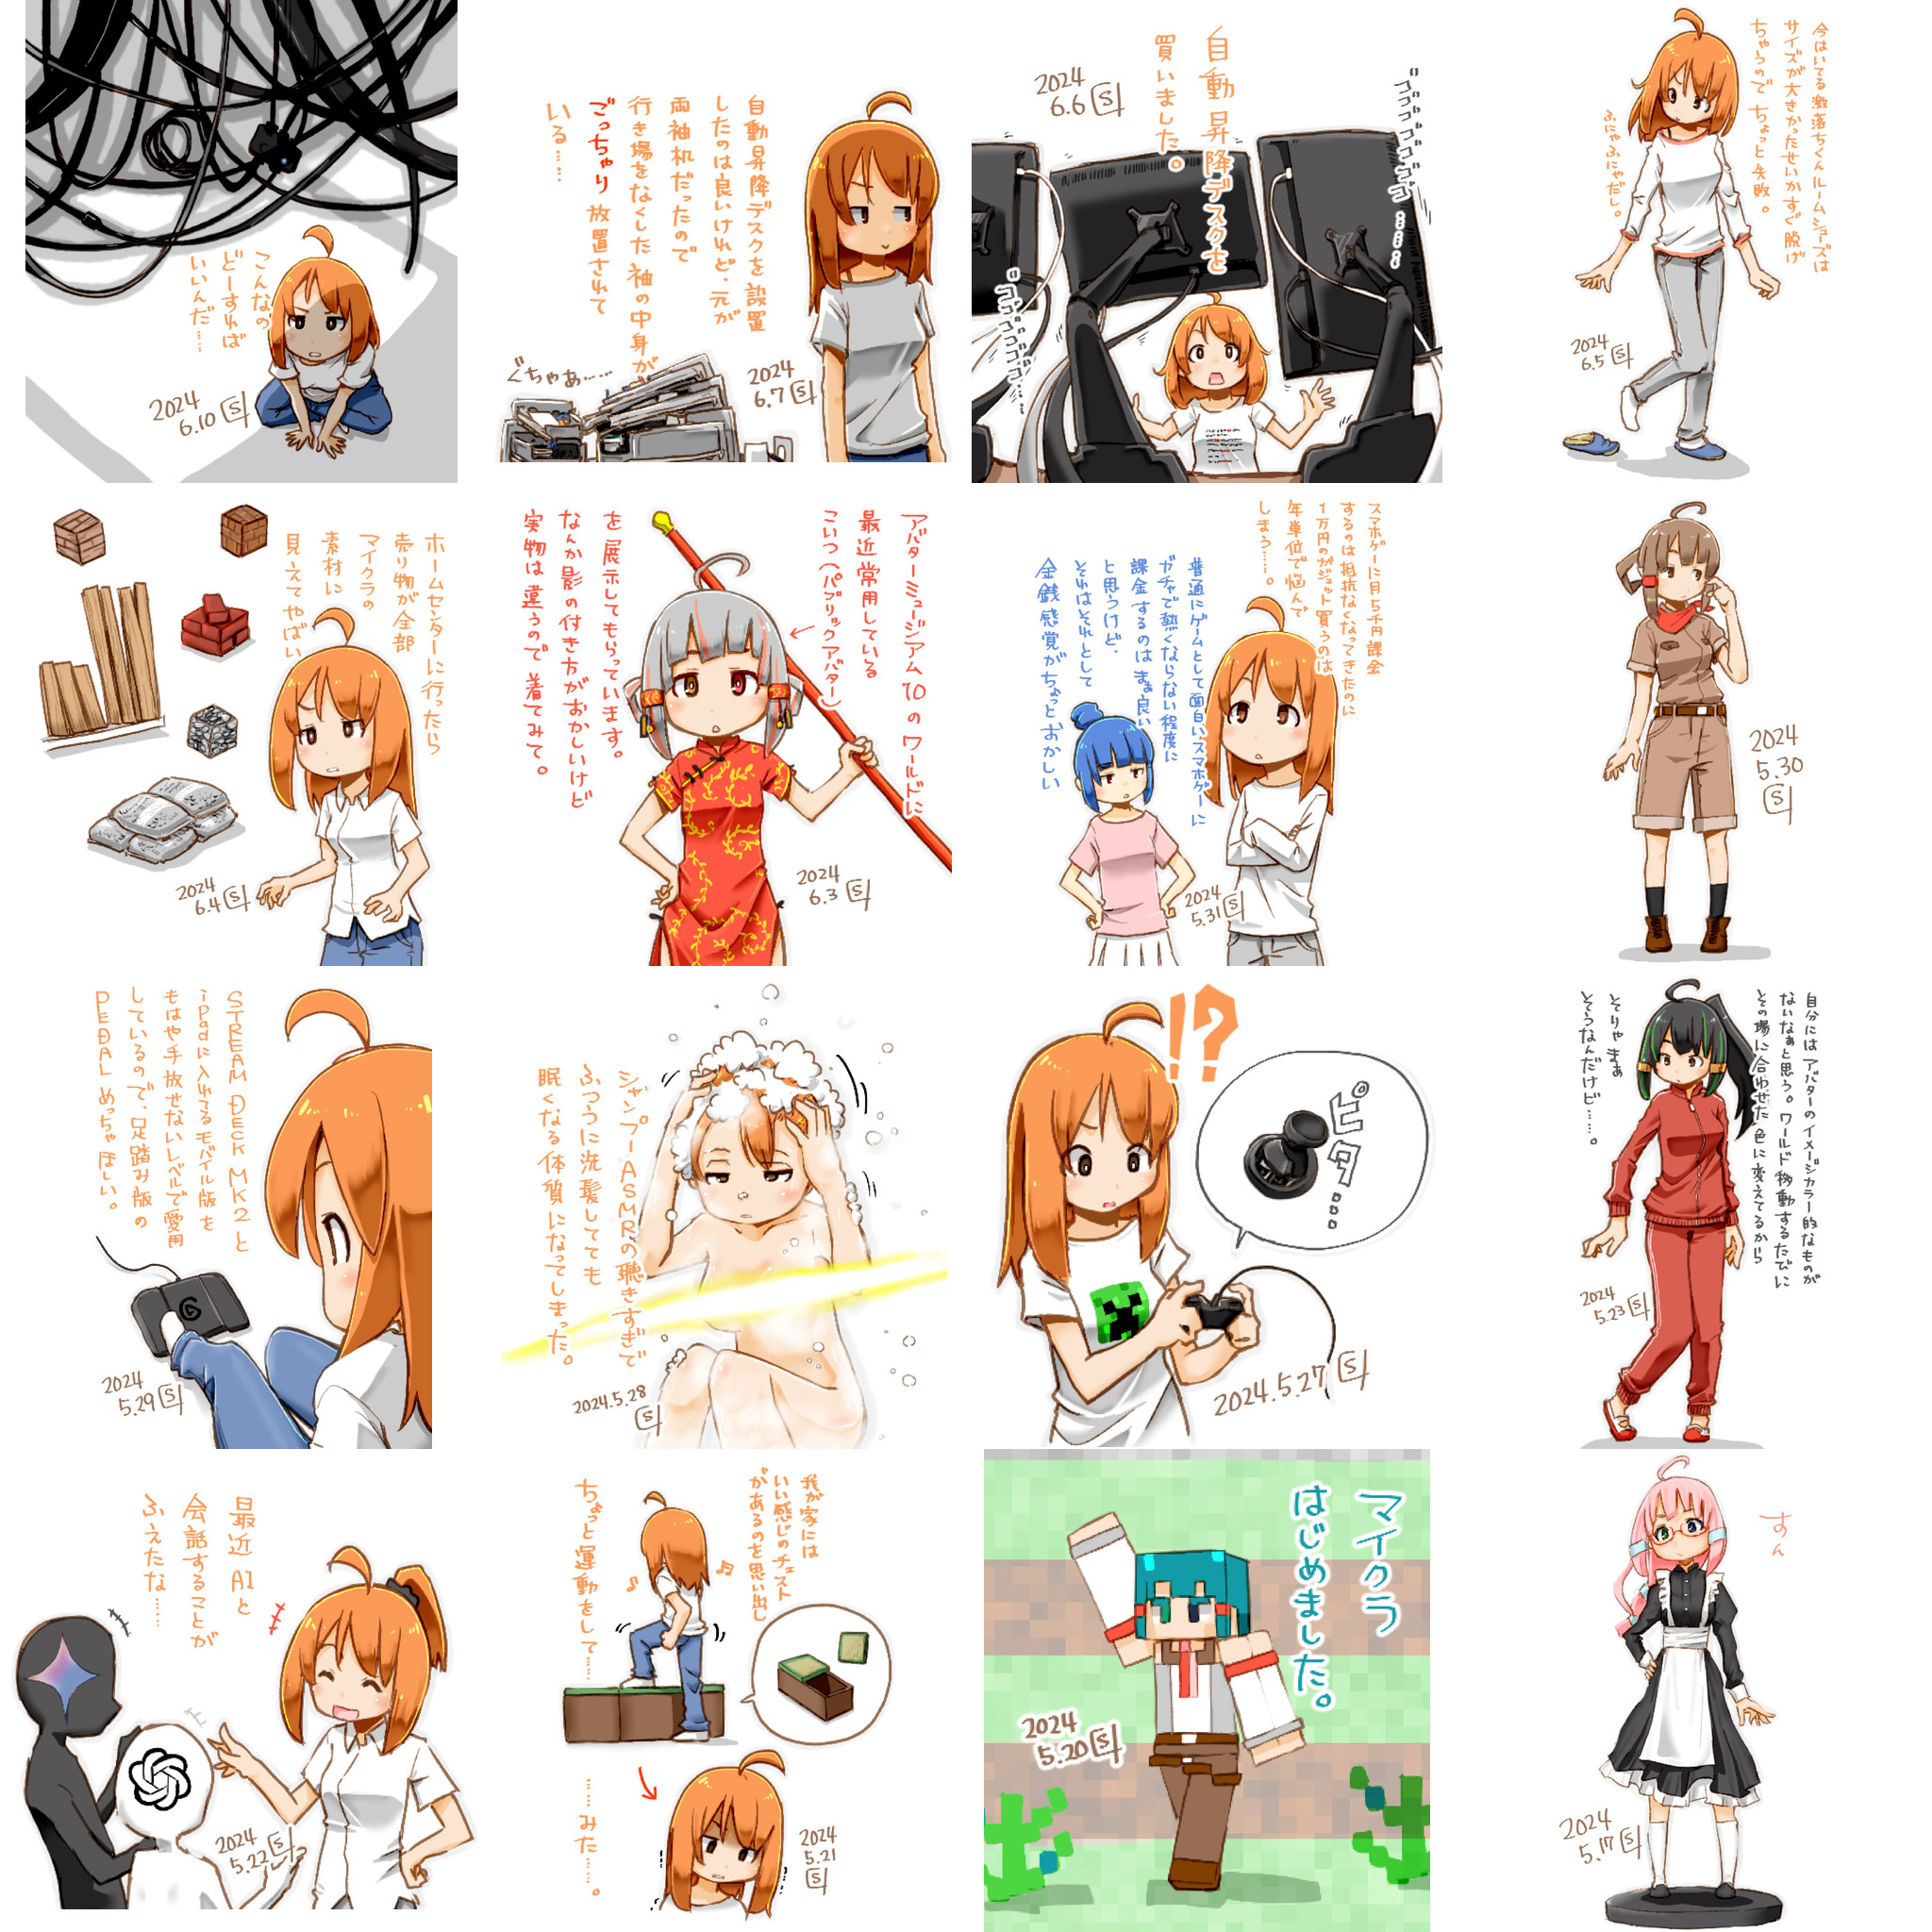 こんなの
どーすれば
いいんだ……
2024
6.10 S
自動昇降デスクを設置
したのは良いけれど、元が
両袖机だったので
行き場をなくした袖の中身が
ごっちゃり放置されて
いる……
ぐちゃあ……
2024
6.7 S
自動昇降デスクを
買いました。
2024
6.6 S
ゴゴゴゴゴゴゴ……
ゴゴゴゴゴゴ……
今はいてる激落ちくんルームシューズは
サイズが大きかったせいかすぐ脱げ
ちゃうのでちょっと失敗。
ふにゃふにゃだし。
2024
6.5 S
ホームセンターに行ったら
売り物が全部
マイクラの
素材に
見えてやばい
2024
6.4 S
アバターミュージアム10のワールドに
最近常用している
こいつ(パブリックアバター)
を展示してもらっています。
なんか影の付き方がおかしいけど
実物は違うので着てみて。
2024
6.3 S
スマホゲーに月5千円課金
するのは抵抗なくなってきたのに
1万円のガジェット買うのは
年単位で悩んで
しまう……。
普通にゲームとして面白いスマホゲーに
ガチャで熱くならない程度に
課金するのはまぁ良い
と思うけど、
それはそれとして
金銭感覚がちょっとおかしい
2024
5.31 S
2024
5.30
S
STREAM DECK MK2と
iPadに入れてるモバイル版を
もはや手放せないレベルで愛用
しているので、足踏み版の
PEDALめっちゃほしい。
2024
5.29 S
シャンプーASMRの聴きすぎで
ふつうに洗髪してても
眠くなる体質になってしまった。
2024.5.28
S
!?
ピタ…
2024.5.27 S
自分にはアバターのイメージカラー的なものが
ないなぁと思う。ワールド移動するたびに
その場に合わせた色に変えてるから
そりゃまぁ
そうなんだけど……。
2024
5.23 S
最近AIと
会話することが
ふえたな……
2024
5.22 S
我が家には
いい感じのチェスト
があるのを思い出し
ちょっと運動をして……
……みた……。
2024
5.21
S
マイクラ
はじめました。
2024
5.20 S
すん
2024
5.17 S